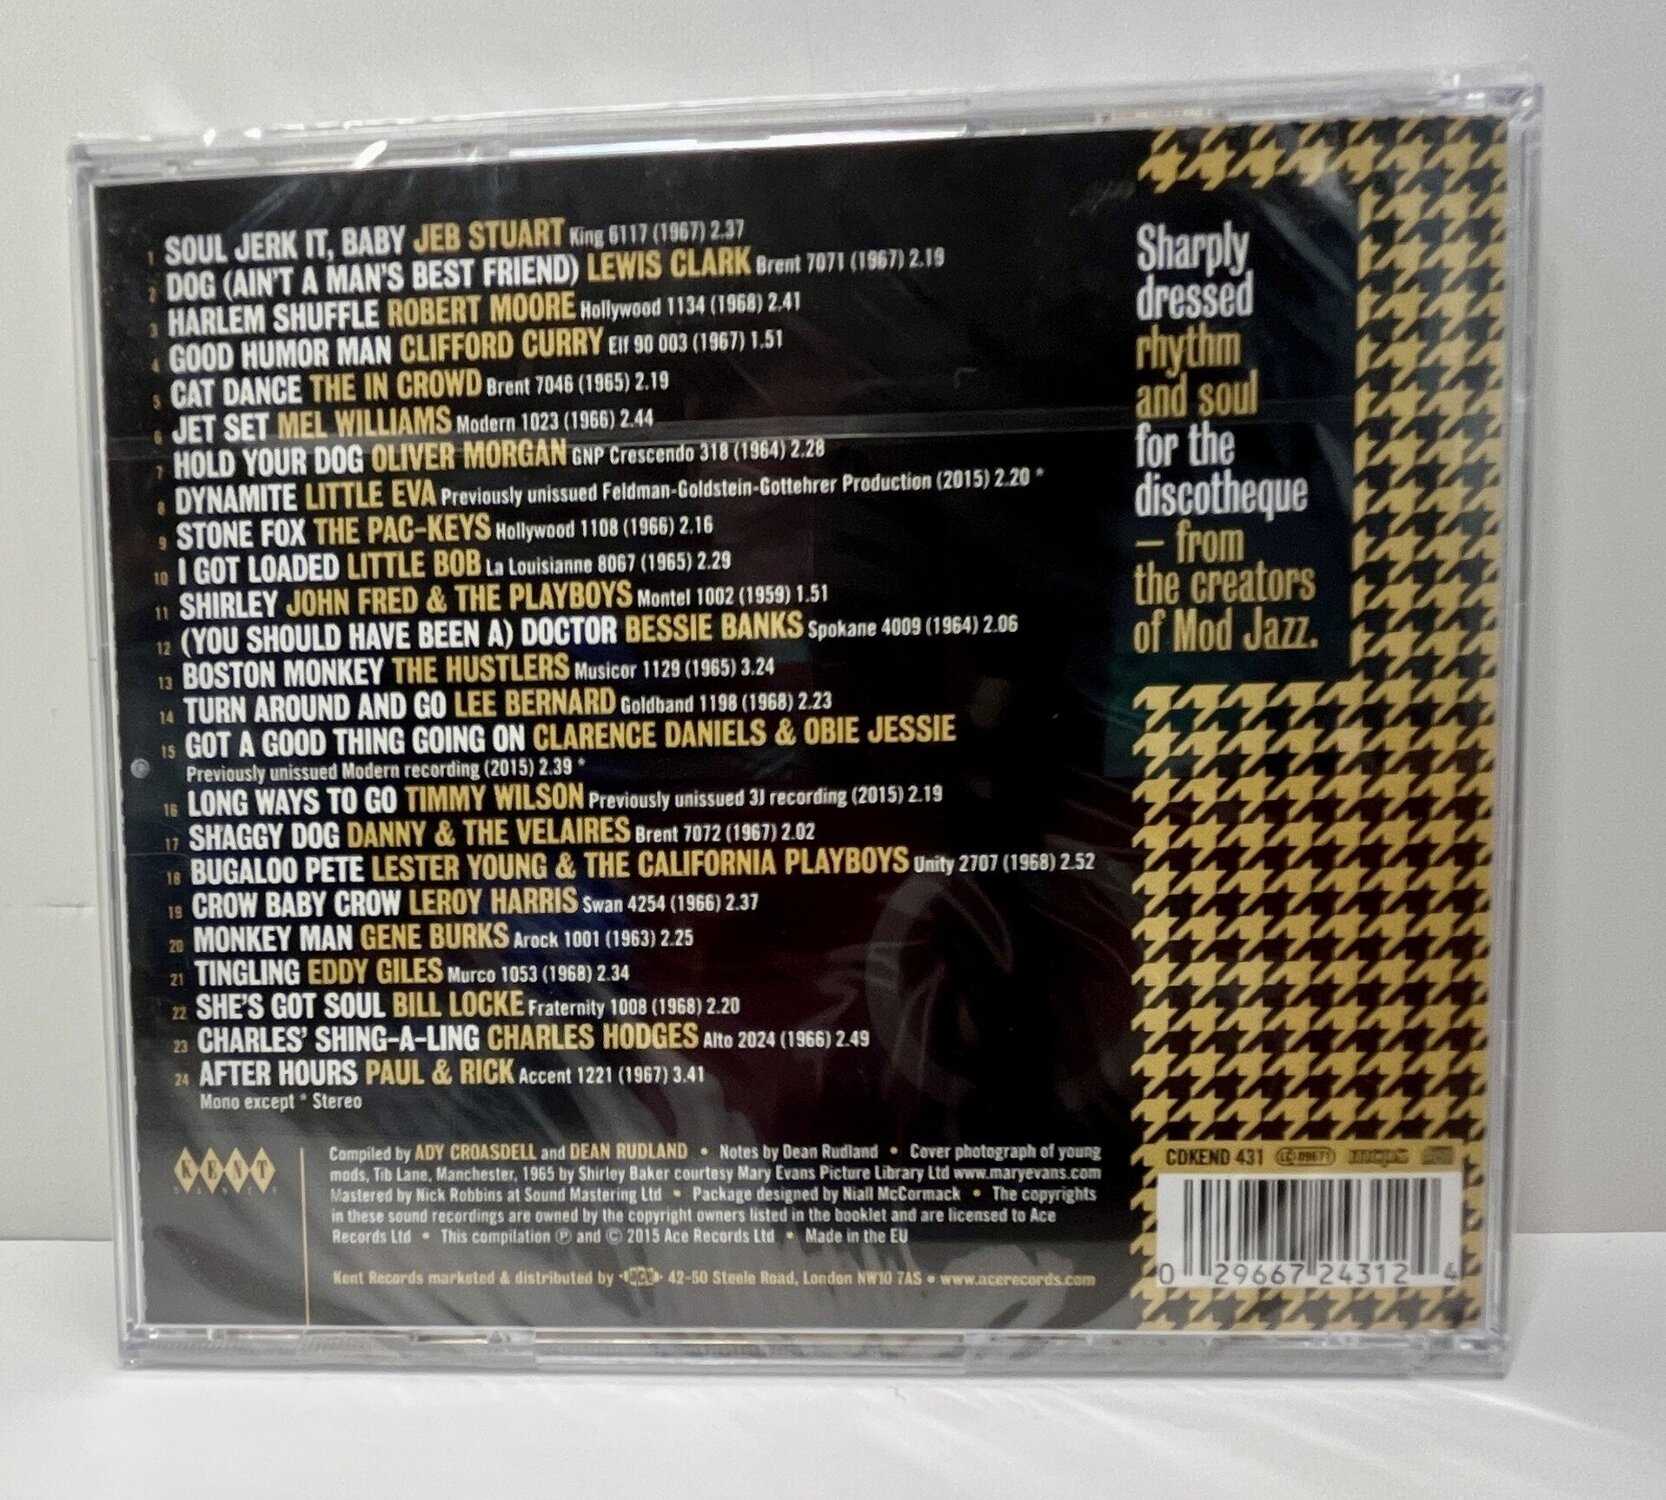 1 SOUL JERK IT, BABY JEB STUART King 6117 (1967) 2.37
2 DOG (AIN'T A MAN'S BEST FRIEND) LEWIS CLARK Brent 7071 (1967) 2.19
3 HARLEM SHUFFLE ROBERT MOORE Hollywood 1134 (1968) 2.41
4 GOOD HUMOR MAN CLIFFORD CURRY Elf 90 003 (1967) 1.51
5 CAT DANCE THE IN CROWD Brent 7046 (1965) 2.19
6 JET SET MEL WILLIAMS Modern 1023 (1966) 2.44
7 HOLD YOUR DOG OLIVER MORGAN GNP Crescendo 318 (1964) 2.28
8 DYNAMITE LITTLE EVA Previously unissued Feldman-Goldstein-Gottehrer Production (2015) 2.20 *
9 STONE FOX THE PAC-KEYS Hollywood 1108 (1966) 2.16
10 I GOT LOADED LITTLE BOB La Louisianne 8067 (1965) 2.29
11 SHIRLEY JOHN FRED & THE PLAYBOYS Montel 1002 (1959) 1.51
12 (YOU SHOULD HAVE BEEN A) DOCTOR BESSIE BANKS Spokane 4009 (1964) 2.06
13 BOSTON MONKEY THE HUSTLERS Musicor 1129 (1965) 3.24
14 TURN AROUND AND GO LEE BERNARD Goldband 1198 (1968) 2.23
15 GOT A GOOD THING GOING ON CLARENCE DANIELS & OBIE JESSIE
Previously unissued Modern recording (2015) 2.39 *
16 LONG WAYS TO GO TIMMY WILSON Previously unissued 3J recording (2015) 2.19
17 SHAGGY DOG DANNY & THE VELAIRES Brent 7072 (1967) 2.02
18 BUGALOO PETE LESTER YOUNG & THE CALIFORNIA PLAYBOYS Unity 2707 (1968) 2.52
19 CROW BABY CROW LEROY HARRIS Swan 4254 (1966) 2.37
20 MONKEY MAN GENE BURKS Arock 1001 (1963) 2.25
21 TINGLING EDDY GILES Murco 1053 (1968) 2.34
22 SHE'S GOT SOUL BILL LOCKE Fraternity 1008 (1968) 2.20
23 CHARLES' SHING-A-LING CHARLES HODGES Alto 2024 (1966) 2.49
24 AFTER HOURS PAUL & RICK Accent 1221 (1967) 3.41
Mono except * Stereo
Sharply
dressed
rhythm
and soul
for the
discotheque
– from
the creators
of Mod Jazz.
KENT
DANCE
Compiled by ADY CROASDELL and DEAN RUDLAND • Notes by Dean Rudland • Cover photograph of young
mods, Tib Lane, Manchester, 1965 by Shirley Baker courtesy Mary Evans Picture Library Ltd www.maryevans.com
Mastered by Nick Robbins at Sound Mastering Ltd • Package designed by Niall McCormack • The copyrights
in these sound recordings are owned by the copyright owners listed in the booklet and are licensed to Ace
Records Ltd • This compilation ℗ and © 2015 Ace Records Ltd • Made in the EU
Kent Records marketed & distributed by ACE 42-50 Steele Road, London NW10 7AS • www.acerecords.com
CDKEND 431 LC 09671 mcps
0 29667 24312 4